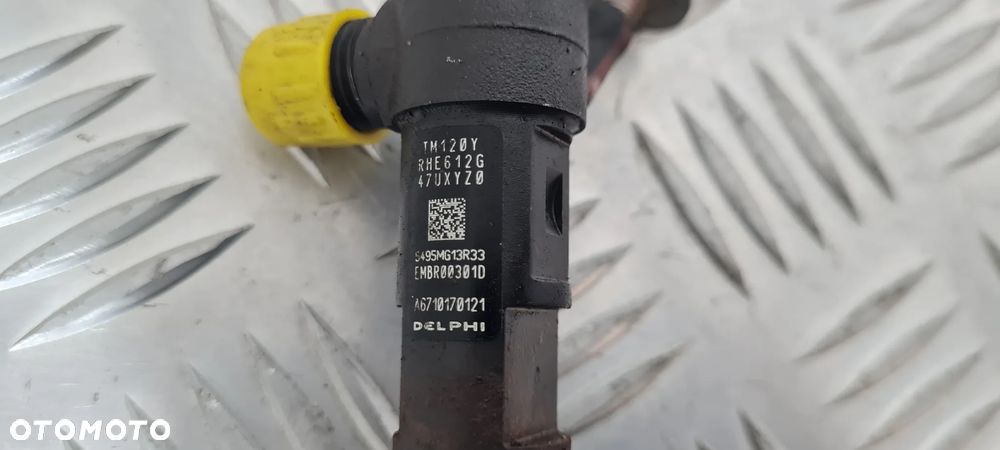 TM120Y
RHE612G
47UXYZ0
S495MG13R33
EMBR00301D
A6710170121
DELPHI
OTOMOTO